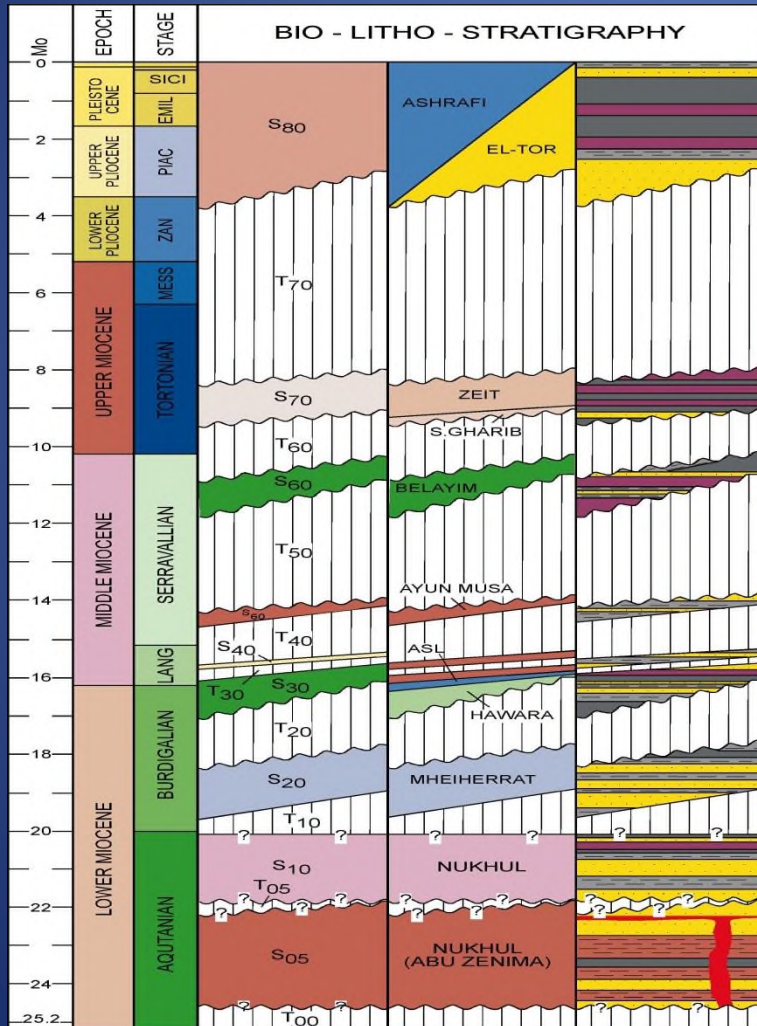 Mo
EPOCH
STAGE
BIO - LITHO - STRATIGRAPHY
0
2
4
6
8
10
12
14
16
18
20
22
24
25.2
PLEISTO
CENE
UPPER
PLIOCENE
LOWER
PLIOCENE
UPPER MIOCENE
MIDDLE MIOCENE
LOWER MIOCENE
SICI
EMIL
PIAC
ZAN
MESS
TORTONIAN
SERRAVALLIAN
LANG
BURDIGALIAN
AQUTANIAN
S80
T70
S70
T60
S60
T50
S60
T40
S40
T30
S30
T20
S20
T10
? ?
S10
T05
? ? ? ?
S05
? ?
T00
ASHRAFI
EL-TOR
ZEIT
S.GHARIB
BELAYIM
AYUN MUSA
ASL
HAWARA
MHEIHERRAT
? ?
NUKHUL
? ? ? ?
NUKHUL
(ABU ZENIMA)
? ?
? ?
? ? ? ?
? ?